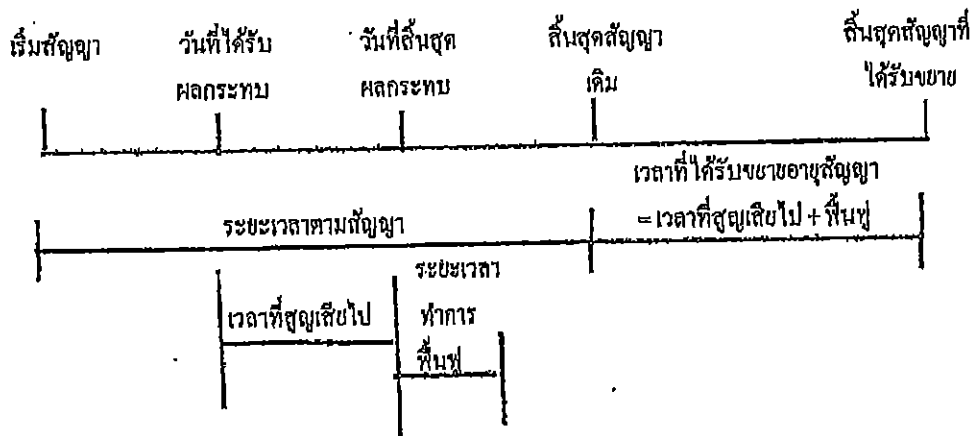 เริ่มสัญญา
วันที่ได้รับ
ผลกระทบ
วันที่สิ้นสุด
ผลกระทบ
สิ้นสุดสัญญา
เดิม
สิ้นสุดสัญญาที่
ได้รับขยาย
เวลาที่ได้รับขยายอายุสัญญา
=เวลาที่สูญเสียไป + ฟื้นฟู
ระยะเวลาตามสัญญา
ระยะเวลา
ทำการ
ฟื้นฟู
เวลาที่สูญเสียไป